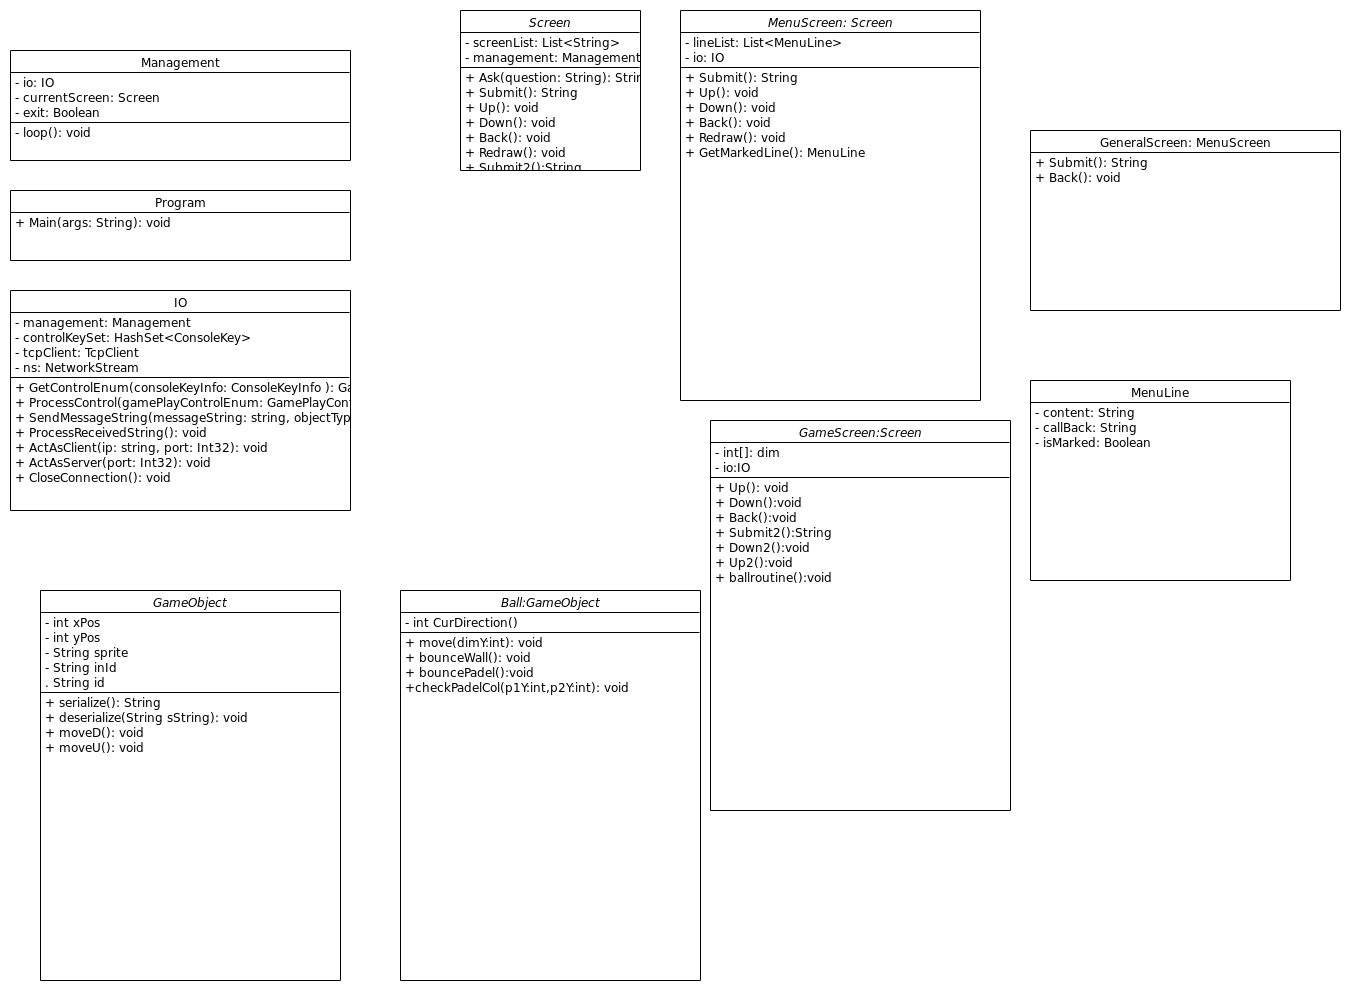 Management
- io: IO
- currentScreen: Screen
- exit: Boolean
- loop(): void
Program
+ Main(args: String): void
IO
- management: Management
- controlKeySet: HashSet<ConsoleKey>
- tcpClient: TcpClient
- ns: NetworkStream
+ GetControlEnum(consoleKeyInfo: ConsoleKeyInfo ):
+ ProcessControl(gamePlayControlEnum:
+ SendMessageString(messageString: string,
+ ProcessReceivedString(): void
+ ActAsClient(ip: string, port: Int32): void
+ ActAsServer(port: Int32): void
+ CloseConnection(): void
Screen
- screenList: List<String>
- management: Management
+ Ask(question: String):
+ Submit(): String
+ Up(): void
+ Down(): void
+ Back(): void
+ Redraw(): void
+ Submit2():String
MenuScreen: Screen
- lineList: List<MenuLine>
- io: IO
+ Submit(): String
+ Up(): void
+ Down(): void
+ Back(): void
+ Redraw(): void
+ GetMarkedLine(): MenuLine
GeneralScreen: MenuScreen
+ Submit(): String
+ Back(): void
MenuLine
- content: String
- callBack: String
- isMarked: Boolean
GameScreen:Screen
- int[]: dim
- io:IO
+ Up(): void
+ Down():void
+ Back():void
+ Submit2():String
+ Down2():void
+ Up2():void
+ ballroutine():void
GameObject
- int xPos
- int yPos
- String sprite
- String inId
. String id
+ serialize(): String
+ deserialize(String sString): void
+ moveD(): void
+ moveU(): void
Ball:GameObject
- int CurDirection()
+ move(dimY:int): void
+ bounceWall(): void
+ bouncePadel():void
+checkPadelCol(p1Y:int,p2Y:int): void